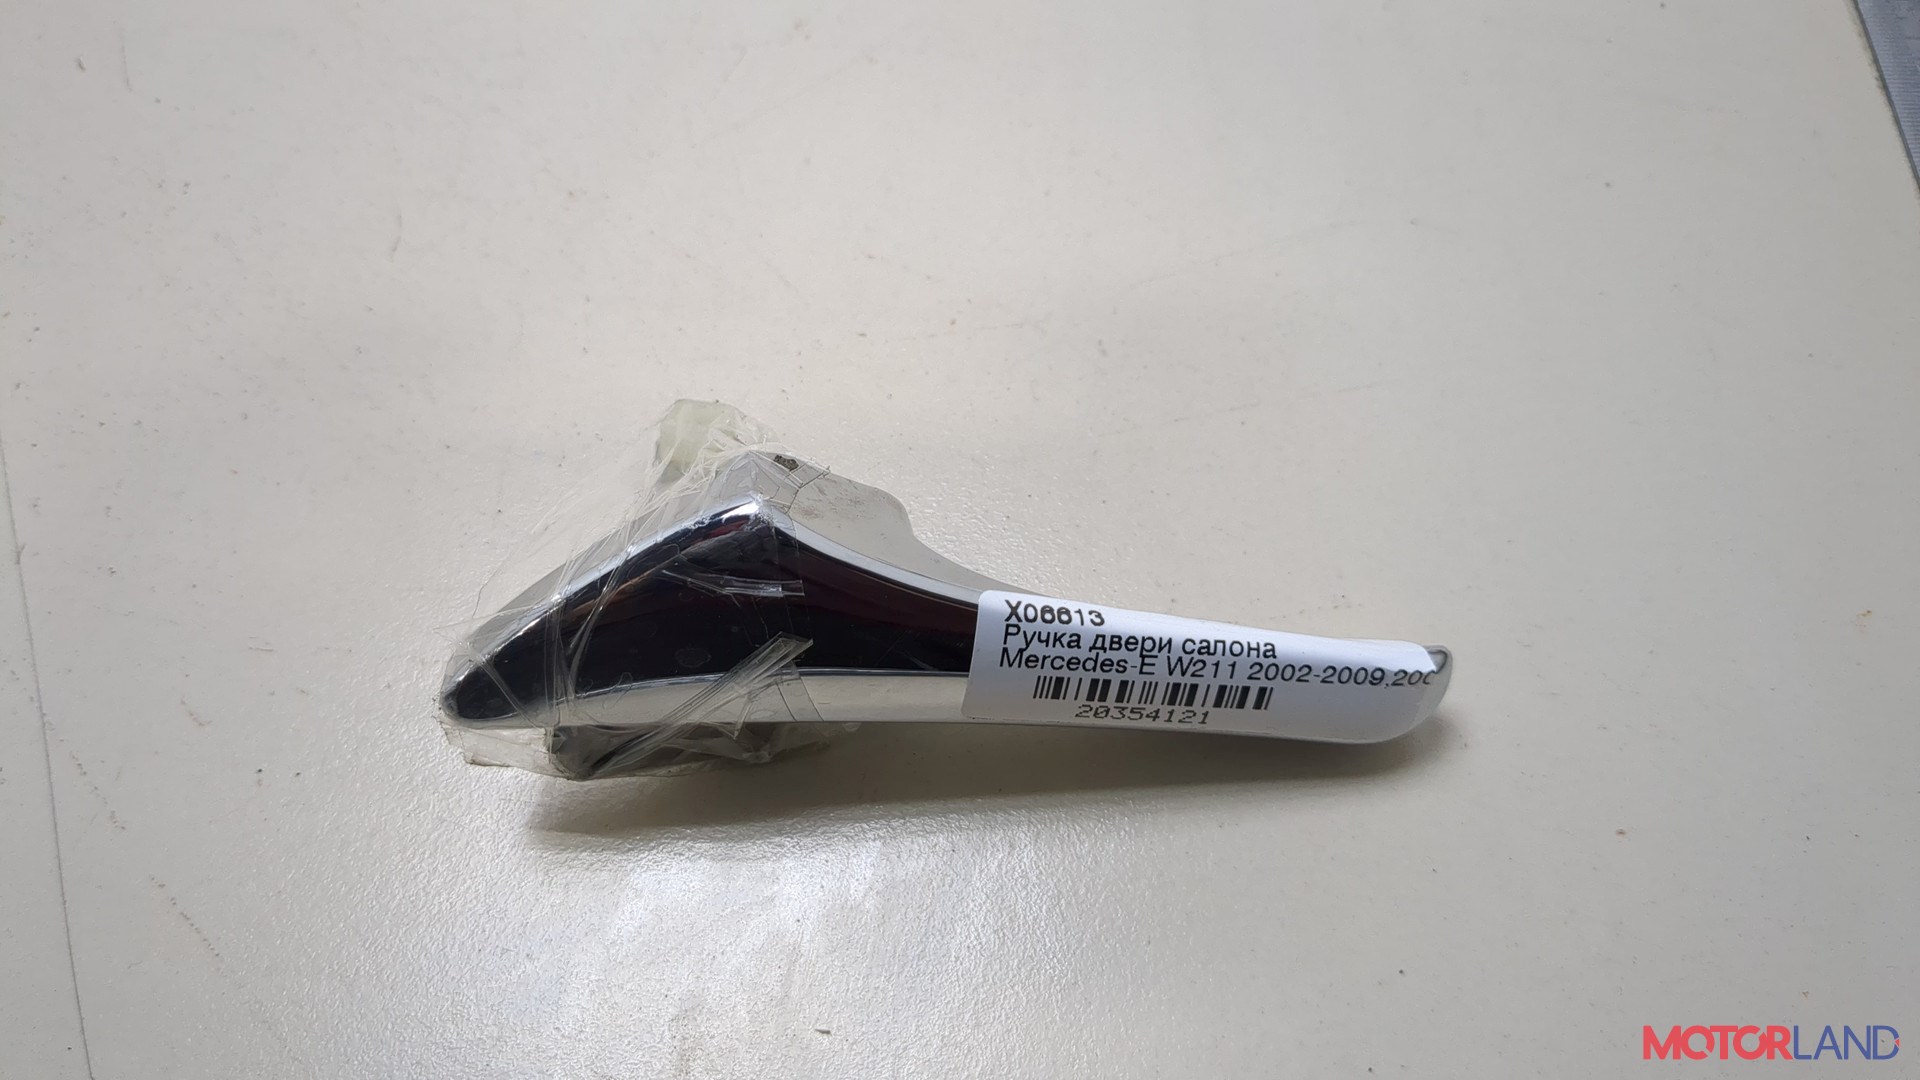 X06613
Ручка двери салона
Mercedes-E W211 2002-2009,200
20354121
MOTORLAND